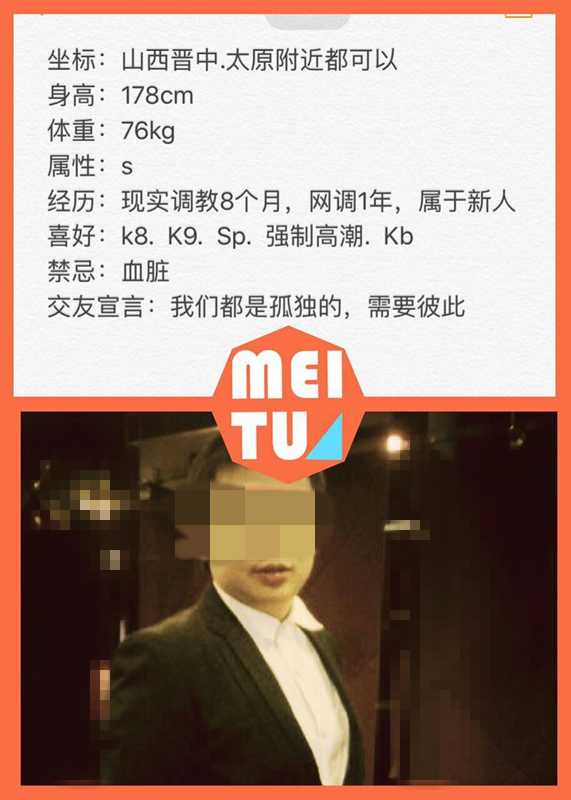 坐标：山西晋中.太原附近都可以
身高：178cm
体重：76kg
属性：s
经历：现实调教8个月，网调1年，属于新人
喜好：k8. K9. Sp. 强制高潮. Kb
禁忌：血脏
交友宣言：我们都是孤独的，需要彼此
MEI
TU